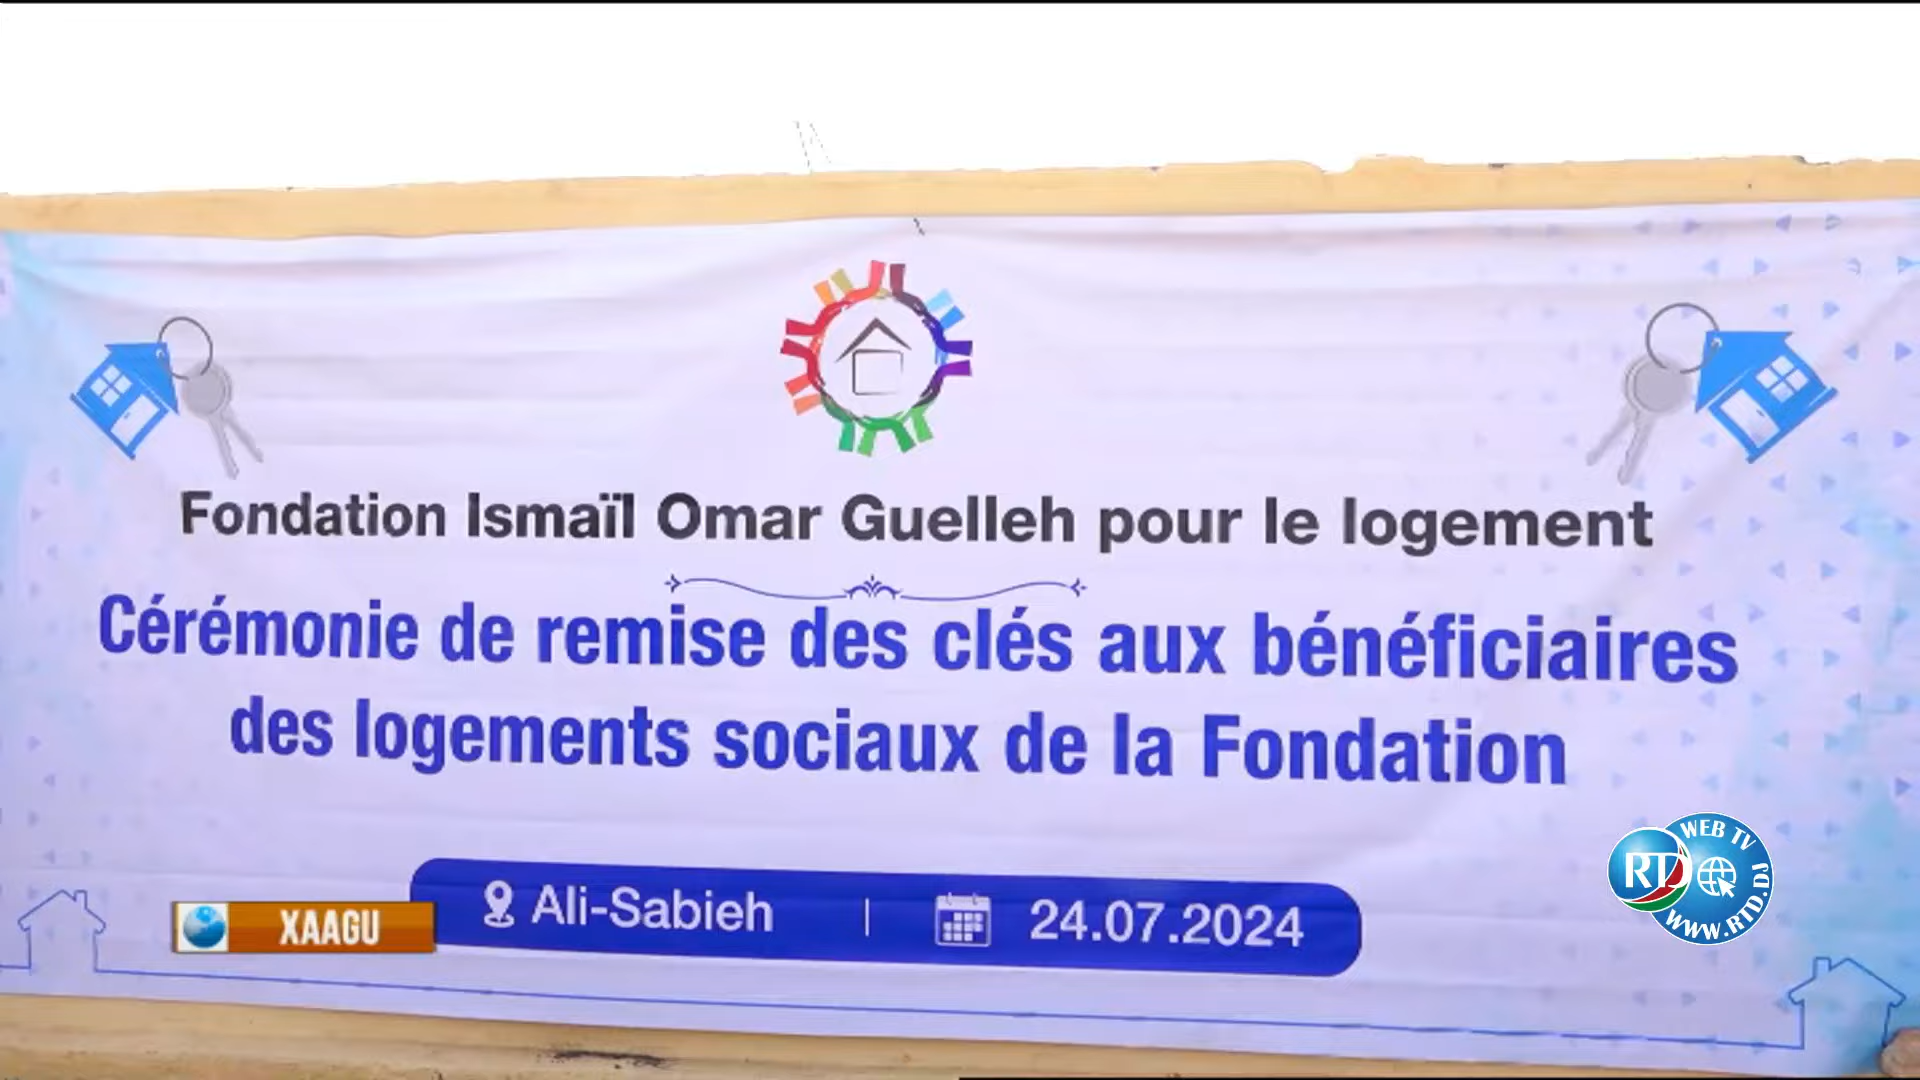 Fondation Ismaïl Omar Guelleh pour le logement
Cérémonie de remise des clés aux bénéficiaires
des logements sociaux de la Fondation
Ali-Sabieh | 24.07.2024
XAAGU
WEB TV
RTD
WWW.RTD.DJ